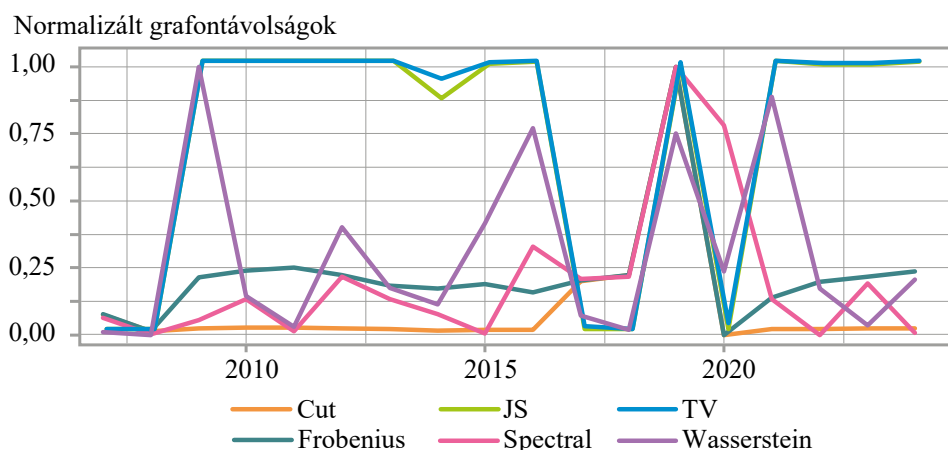 Normalizált grafontávolságok
1,00
0,75
0,50
0,25
0,00
2010 2015 2020
Cut JS TV
Frobenius Spectral Wasserstein